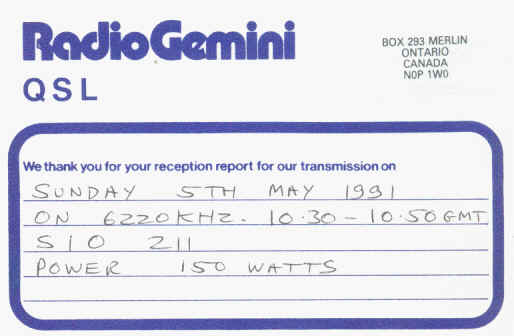 RadioGemini
QSL
BOX 293 MERLIN
ONTARIO
CANADA
N0P 1W0
We thank you for your reception report for our transmission on
SUNDAY 5TH MAY 1991
ON 6220KHZ. 10.30 - 10.50 GMT
SIO 211
POWER 150 WATTS